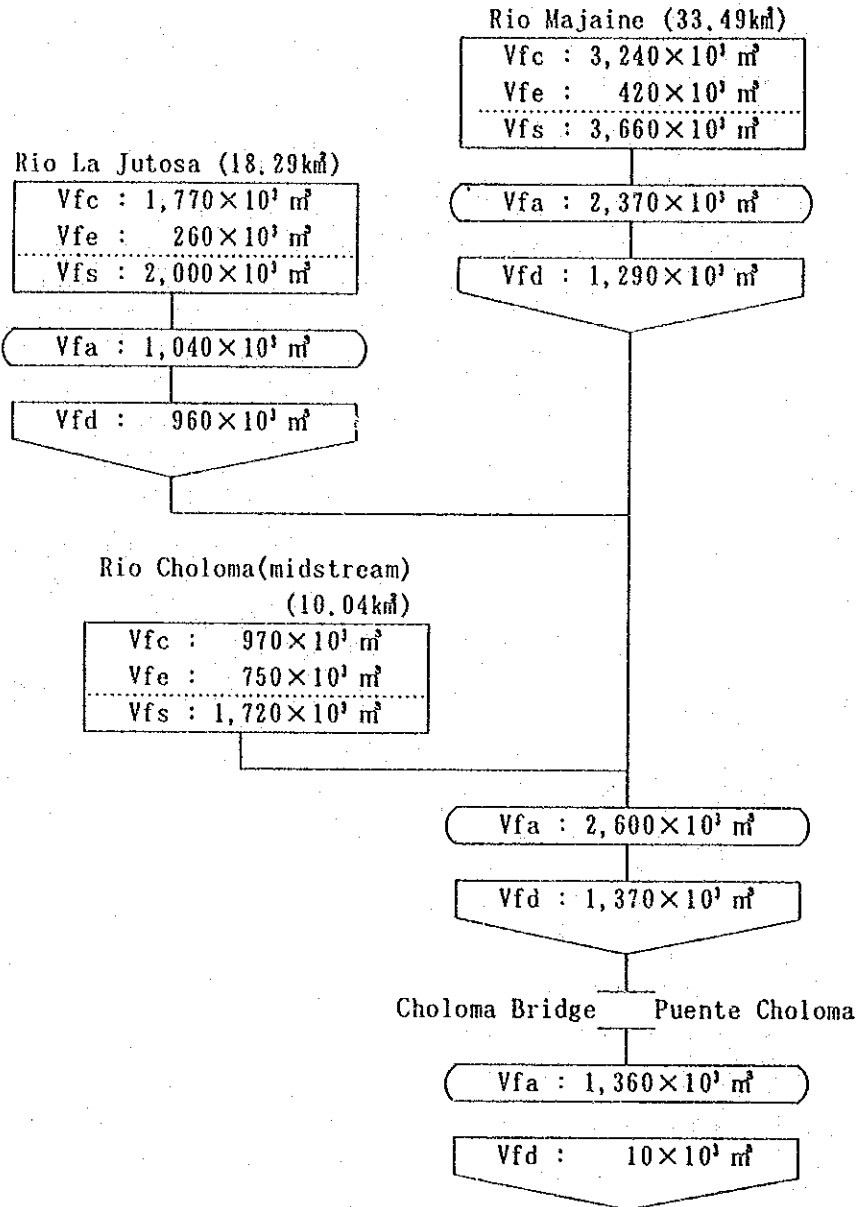 Rio Majaine (33.49k㎡)
Vfc : 3,240×10³ ㎥
Vfe : 420×10³ ㎥
Vfs : 3,660×10³ ㎥
Vfa : 2,370×10³ ㎥
Vfd : 1,290×10³ ㎥
Rio La Jutosa (18.29k㎡)
Vfc : 1,770×10³ ㎥
Vfe : 260×10³ ㎥
Vfs : 2,000×10³ ㎥
Vfa : 1,040×10³ ㎥
Vfd : 960×10³ ㎥
Rio Choloma(midstream)
(10.04k㎡)
Vfc : 970×10³ ㎥
Vfe : 750×10³ ㎥
Vfs : 1,720×10³ ㎥
Vfa : 2,600×10³ ㎥
Vfd : 1,370×10³ ㎥
Choloma Bridge Puente Choloma
Vfa : 1,360×10³ ㎥
Vfd : 10×10³ ㎥